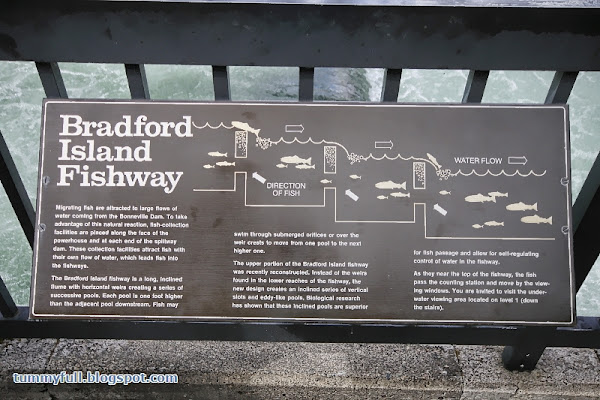 Bradford
Island
Fishway
WATER FLOW
DIRECTION
OF FISH
Migrating fish are attracted to large flows of
water coming from the Bonneville Dam. To take
advantage of this natural reaction, fish-collection
facilities are placed along the face of the
powerhouse and at each end of the spillway
dam. These collection facilities attract fish with
their own flow of water, which leads fish into
the fishways.
The Bradford Island fishway is a long, inclined
flume with horizontal weirs creating a series of
successive pools. Each pool is one foot higher
than the adjacent pool downstream. Fish may
swim through submerged orifices or over the
weir crests to move from one pool to the next
higher one.
The upper portion of the Bradford Island fishway
was recently reconstructed. Instead of the weirs
found in the lower reaches of the fishway, the
new design creates an inclined series of vertical
slots and eddy-like pools. Biological research
has shown that these inclined pools are superior
for fish passage and allow for self-regulating
control of water in the fishway.
As they near the top of the fishway, the fish
pass the counting station and move by the view-
ing windows. You are invited to visit the under-
water viewing area located on level 1 (down
the stairs).
tummyfull.blogspot.com